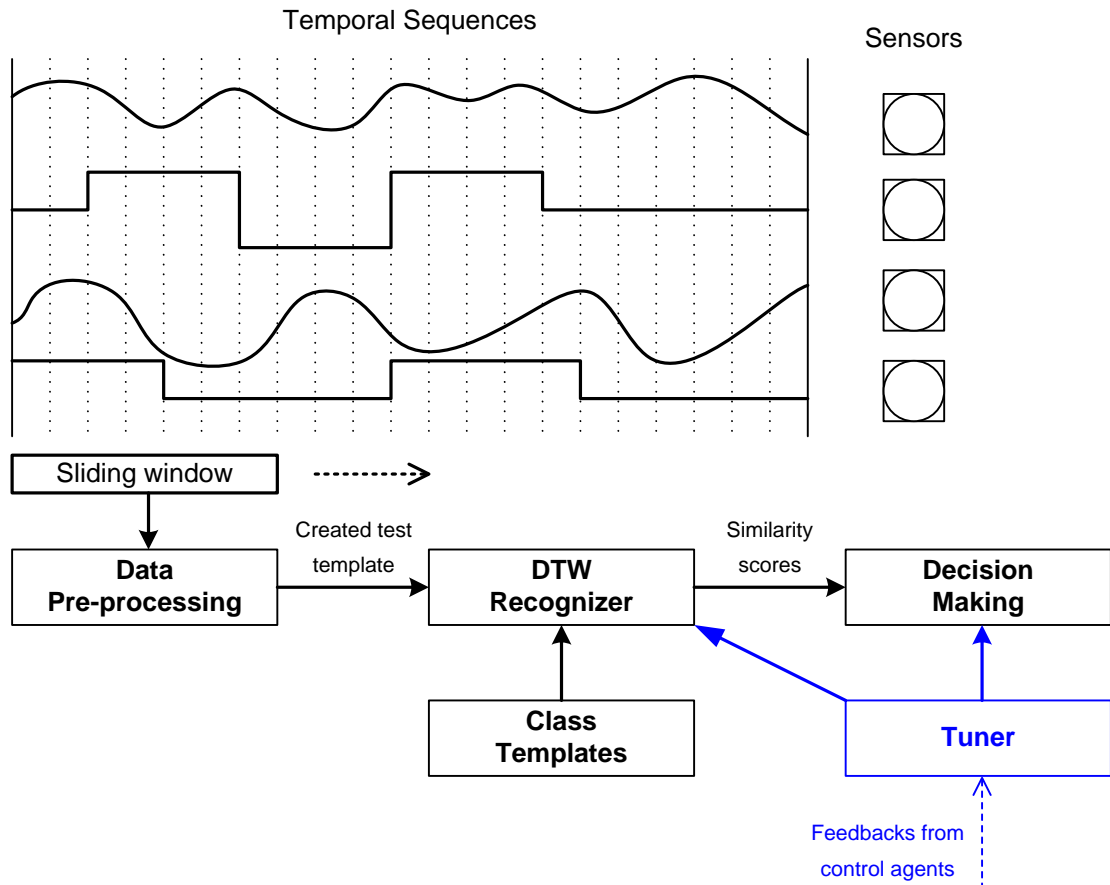 Temporal Sequences
Sensors
Sliding window
Created test
template
Similarity
scores
Data
Pre-processing
DTW
Recognizer
Decision
Making
Class
Templates
Tuner
Feedbacks from
control agents